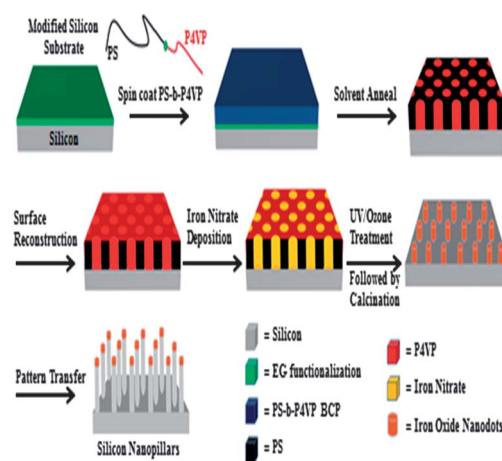 Modified Silicon
Substrate
PS
P4VP
Spin coat PS-b-P4VP
Solvent Anneal
Silicon
Surface
Reconstruction
Iron Nitrate
Deposition
UV/Ozone
Treatment
Followed by
Calcination
Pattern Transfer
Silicon Nanopillars
= Silicon
= EG functionalization
= PS-b-P4VP BCP
= PS
= P4VP
= Iron Nitrate
= Iron Oxide Nanodots